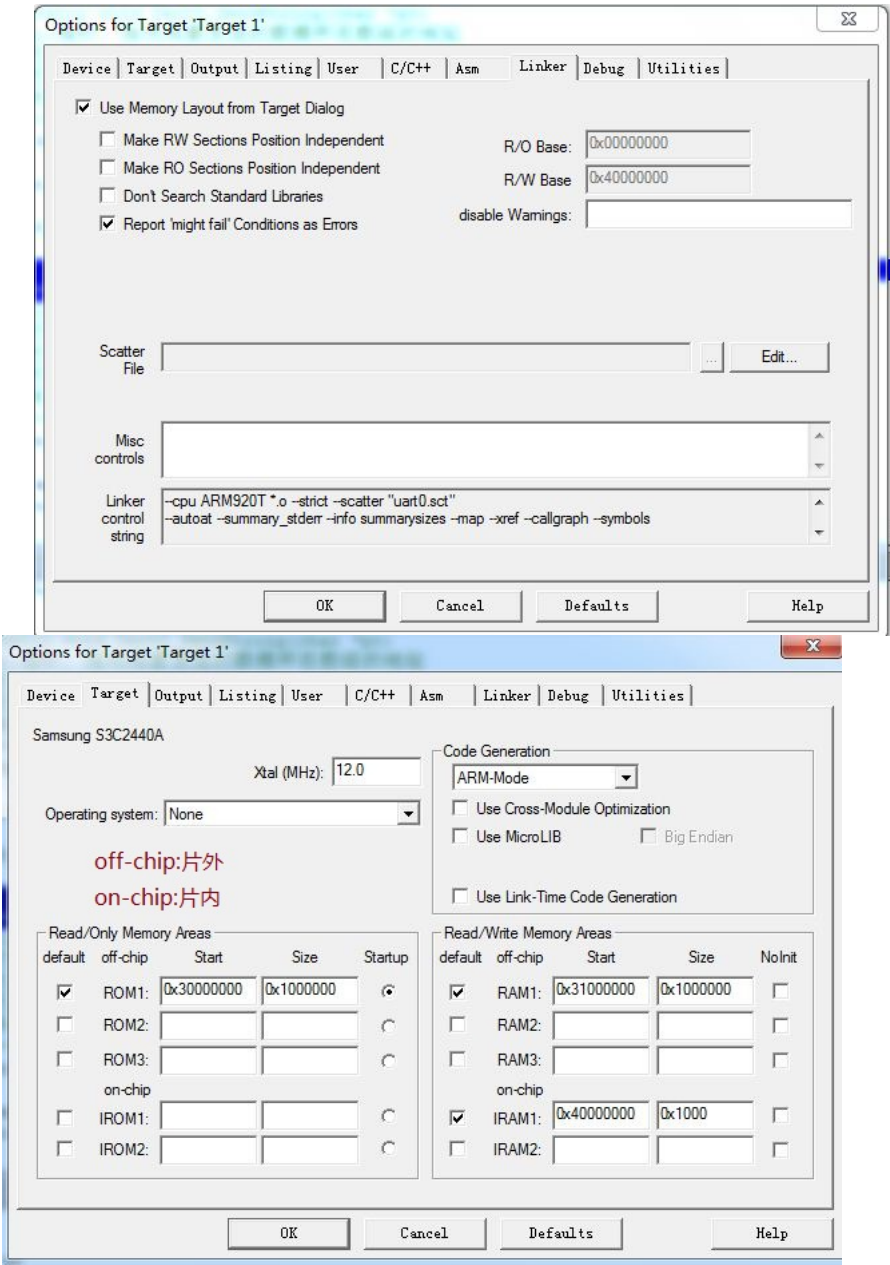 Options for Target 'Target 1'
Device Target Output Listing User C/C++ Asm Linker Debug Utilities
Use Memory Layout from Target Dialog
Make RW Sections Position Independent
R/O Base: 0x00000000
Make RO Sections Position Independent
R/W Base 0x40000000
Don't Search Standard Libraries
disable Warnings:
Report 'might fail' Conditions as Errors
Scatter
File
...
Edit...
Misc
controls
Linker
control
string
--cpu ARM920T *.o --strict --scatter "uart0.sct"
--autoat --summary_stderr --info summarysizes --map --xref --callgraph --symbols
OK Cancel Defaults Help
Options for Target 'Target 1'
Device Target Output Listing User C/C++ Asm Linker Debug Utilities
Samsung S3C2440A
Xtal (MHz): 12.0
Operating system: None
off-chip:片外
on-chip:片内
Code Generation
ARM-Mode
Use Cross-Module Optimization
Use MicroLIB Big Endian
Use Link-Time Code Generation
Read/Only Memory Areas
default off-chip Start Size Startup
ROM1: 0x30000000 0x1000000
ROM2:
ROM3:
on-chip
IROM1:
IROM2:
Read/Write Memory Areas
default off-chip Start Size NoInit
RAM1: 0x31000000 0x1000000
RAM2:
RAM3:
on-chip
IRAM1: 0x40000000 0x1000
IRAM2:
OK Cancel Defaults Help